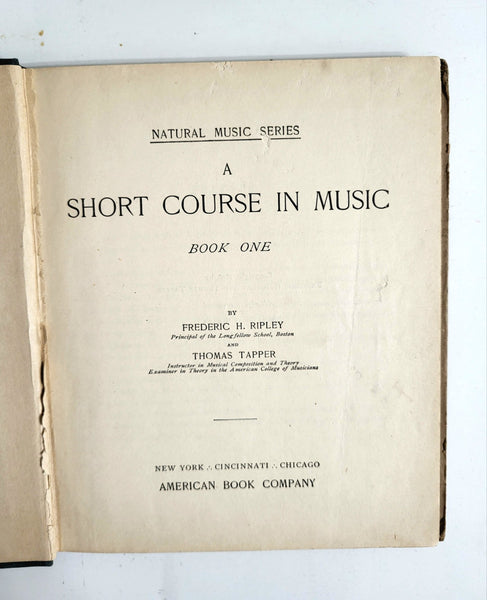 NATURAL MUSIC SERIES
A
SHORT COURSE IN MUSIC
BOOK ONE
BY
FREDERIC H. RIPLEY
Principal of the Longfellow School, Boston
AND
THOMAS TAPPER
Instructor in Musical Composition and Theory
Examiner in Theory in the American College of Musicians
NEW YORK ∴ CINCINNATI ∴ CHICAGO
AMERICAN BOOK COMPANY